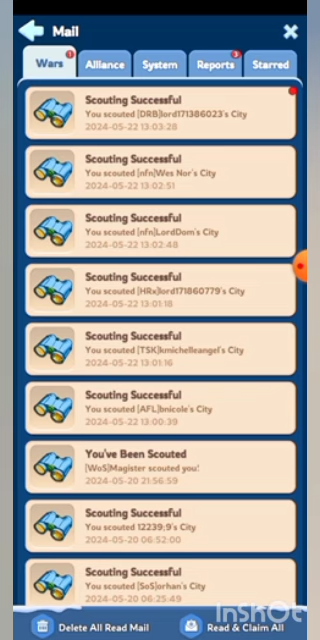 Mail
Wars
Alliance
System
Reports
Starred
Scouting Successful
You scouted [DRB]lord171386023's City
2024-05-22 13:03:28
Scouting Successful
You scouted [nfn]Wes Nor's City
2024-05-22 13:02:51
Scouting Successful
You scouted [nfn]LordDom's City
2024-05-22 13:02:48
Scouting Successful
You scouted [HRx]lord171860779's City
2024-05-22 13:01:18
Scouting Successful
You scouted [TSK]kmichelleangel's City
2024-05-22 13:01:16
Scouting Successful
You scouted [AFL]bnicole's City
2024-05-22 13:00:39
You've Been Scouted
[WoS]Magister scouted you!
2024-05-20 21:56:59
Scouting Successful
You scouted 12239;9's City
2024-05-20 06:52:00
Scouting Successful
You scouted [SoS]orhan's City
2024-05-20 06:25:49
InShOt
Delete All Read Mail
Read & Claim All